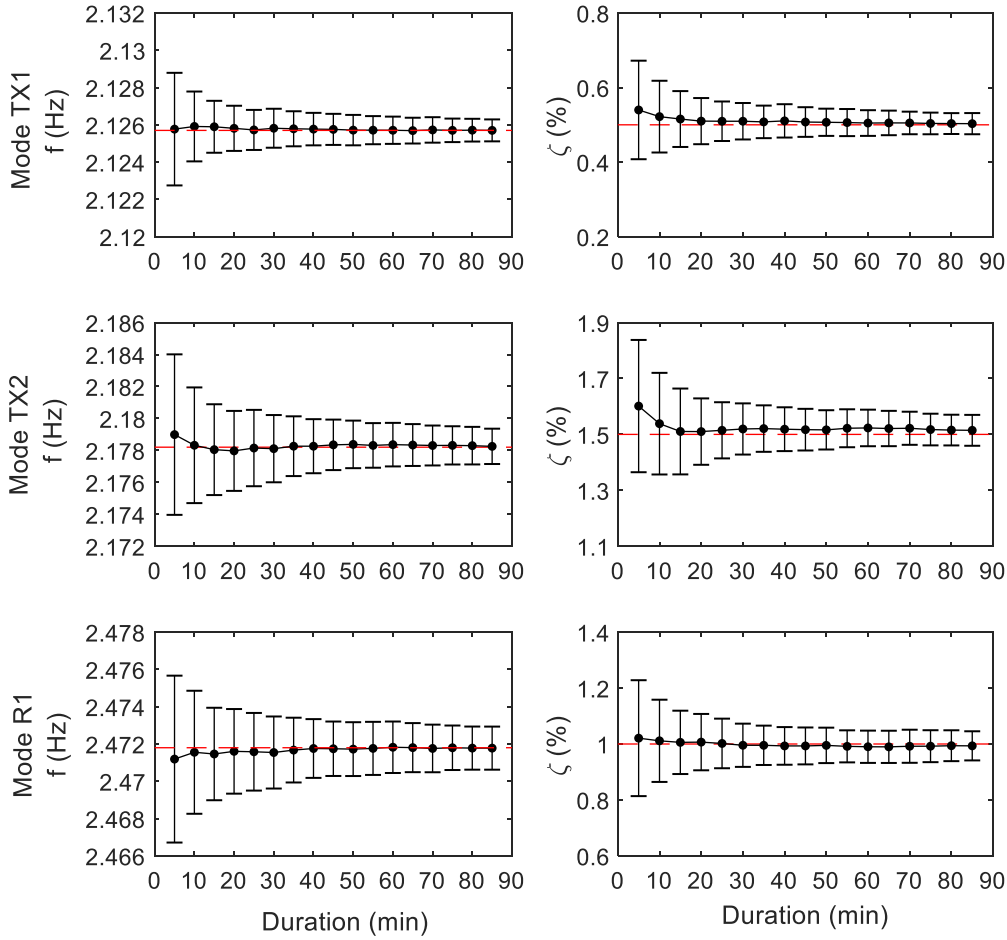 Mode TX1
f (Hz)
2.132
2.13
2.128
2.126
2.124
2.122
2.12
0 10 20 30 40 50 60 70 80 90
ζ (%)
0.8
0.6
0.4
0.2
0 10 20 30 40 50 60 70 80 90
Mode TX2
f (Hz)
2.186
2.184
2.182
2.18
2.178
2.176
2.174
2.172
0 10 20 30 40 50 60 70 80 90
ζ (%)
1.9
1.7
1.5
1.3
1.1
0 10 20 30 40 50 60 70 80 90
Mode R1
f (Hz)
2.478
2.476
2.474
2.472
2.47
2.468
2.466
0 10 20 30 40 50 60 70 80 90
Duration (min)
ζ (%)
1.4
1.2
1
0.8
0.6
0 10 20 30 40 50 60 70 80 90
Duration (min)